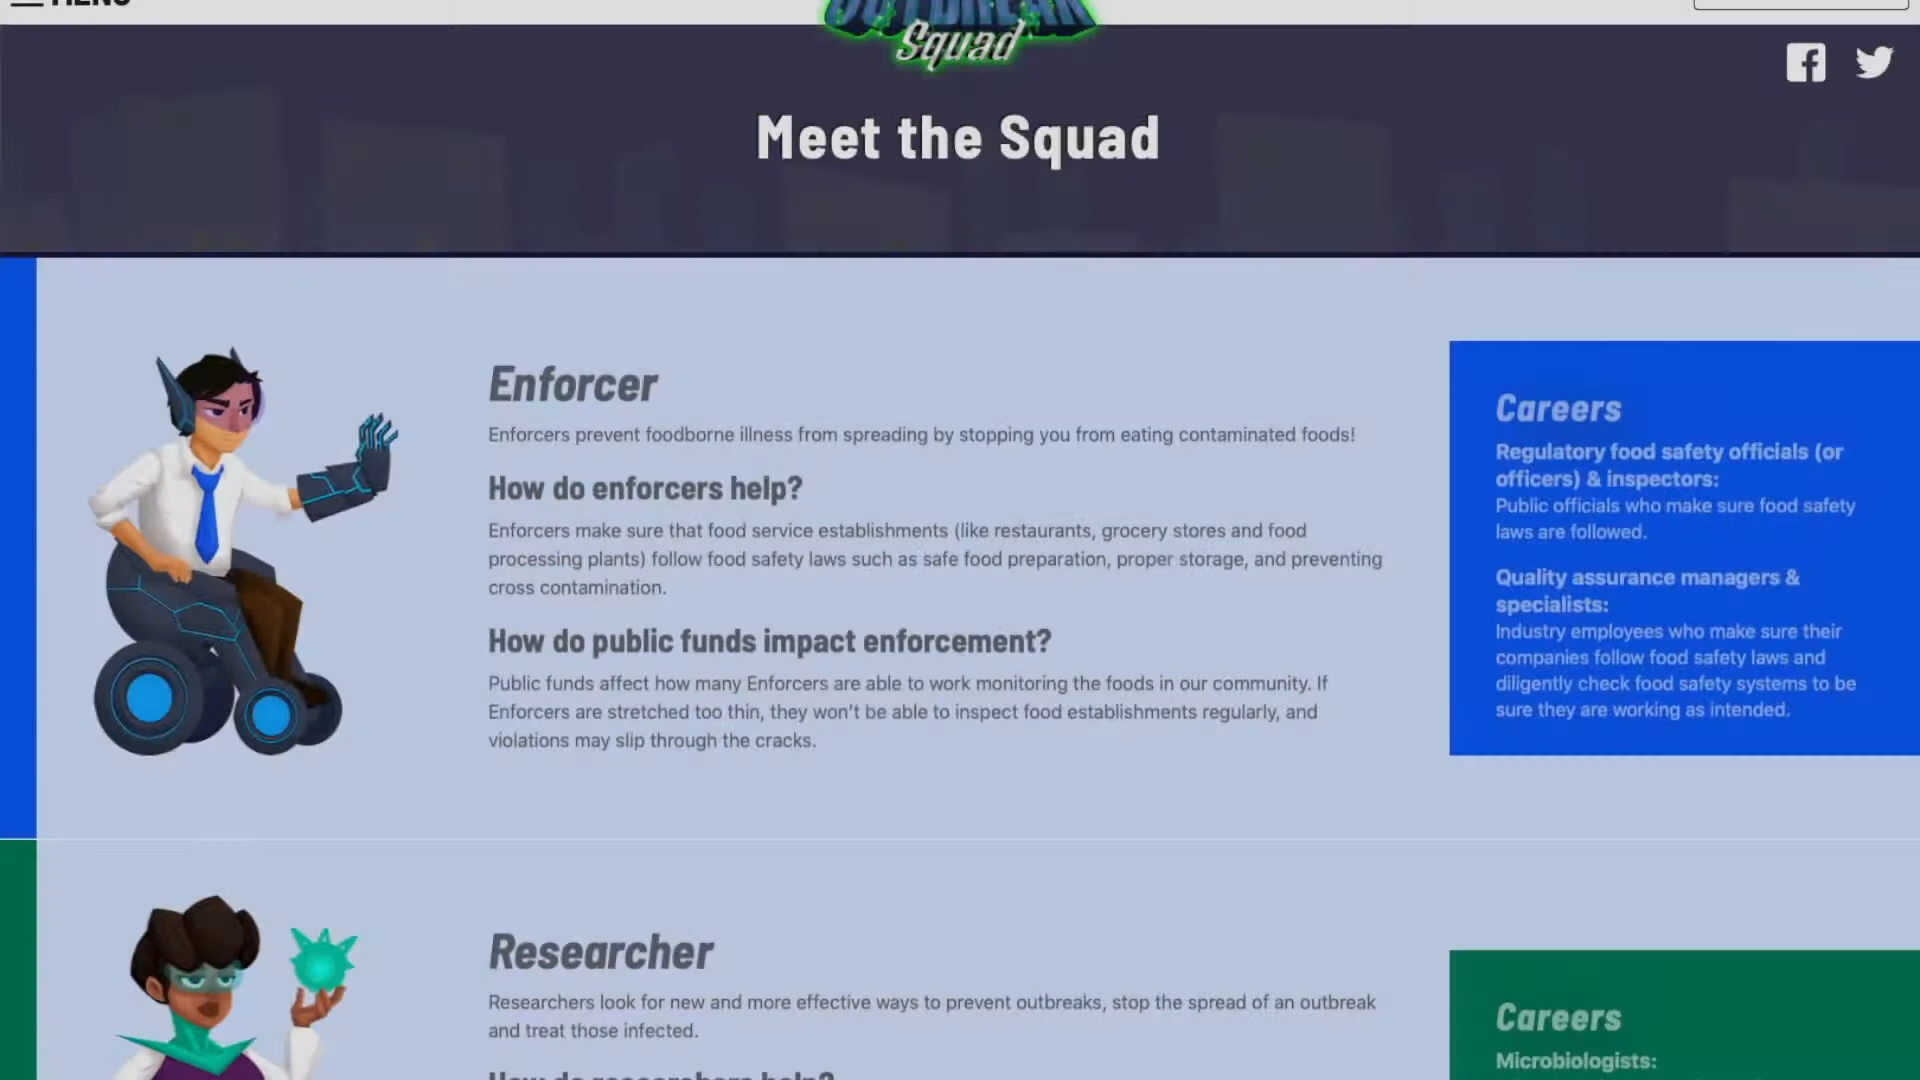 MENU
OUTBREAK
Squad
Meet the Squad
Enforcer
Enforcers prevent foodborne illness from spreading by stopping you from eating contaminated foods!
How do enforcers help?
Enforcers make sure that food service establishments (like restaurants, grocery stores and food
processing plants) follow food safety laws such as safe food preparation, proper storage, and preventing
cross contamination.
How do public funds impact enforcement?
Public funds affect how many Enforcers are able to work monitoring the foods in our community. If
Enforcers are stretched too thin, they won't be able to inspect food establishments regularly, and
violations may slip through the cracks.
Careers
Regulatory food safety officials (or
officers) & inspectors:
Public officials who make sure food safety
laws are followed.
Quality assurance managers &
specialists:
Industry employees who make sure their
companies follow food safety laws and
diligently check food safety systems to be
sure they are working as intended.
Researcher
Researchers look for new and more effective ways to prevent outbreaks, stop the spread of an outbreak
and treat those infected.
How do researchers help?
Careers
Microbiologists: